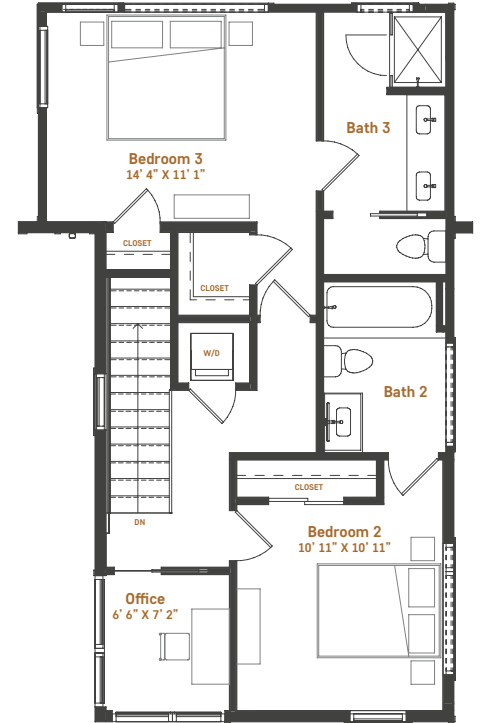 Bedroom 3
14' 4" X 11' 1"
Bath 3
CLOSET
CLOSET
W/D
Bath 2
CLOSET
DN
Bedroom 2
10' 11" X 10' 11"
Office
6' 6" X 7' 2"